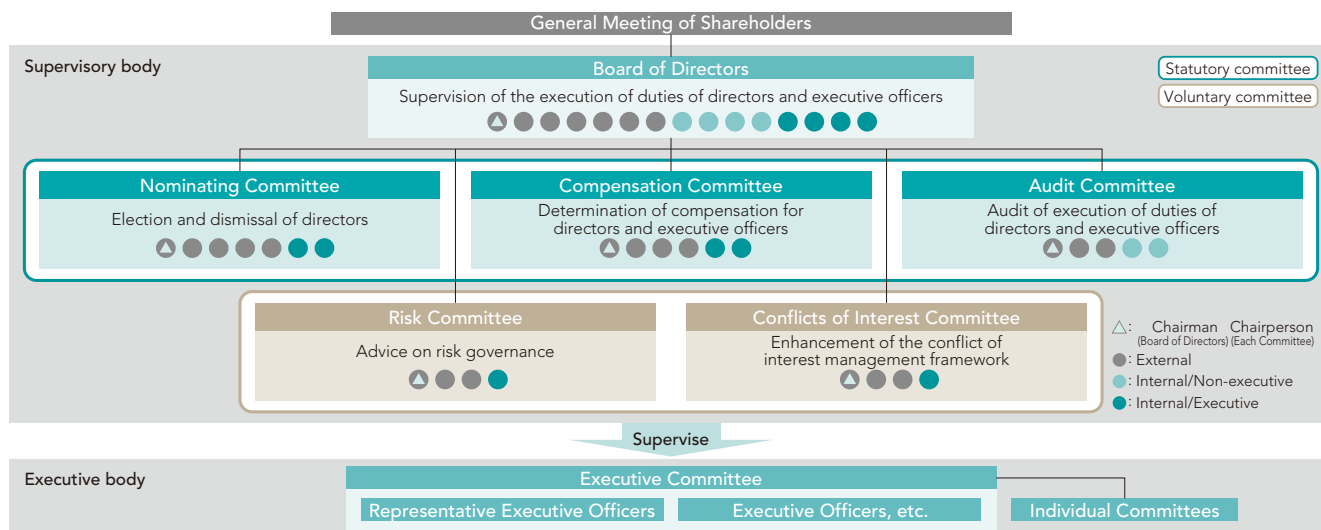 General Meeting of Shareholders
Supervisory body
Board of Directors
Supervision of the execution of duties of directors and executive officers
Statutory committee
Voluntary committee
Nominating Committee
Election and dismissal of directors
Compensation Committee
Determination of compensation for
directors and executive officers
Audit Committee
Audit of execution of duties of
directors and executive officers
Risk Committee
Advice on risk governance
Conflicts of Interest Committee
Enhancement of the conflict of
interest management framework
△: Chairman Chairperson
(Board of Directors) (Each Committee)
: External
: Internal/Non-executive
: Internal/Executive
Supervise
Executive body
Executive Committee
Representative Executive Officers
Executive Officers, etc.
Individual Committees